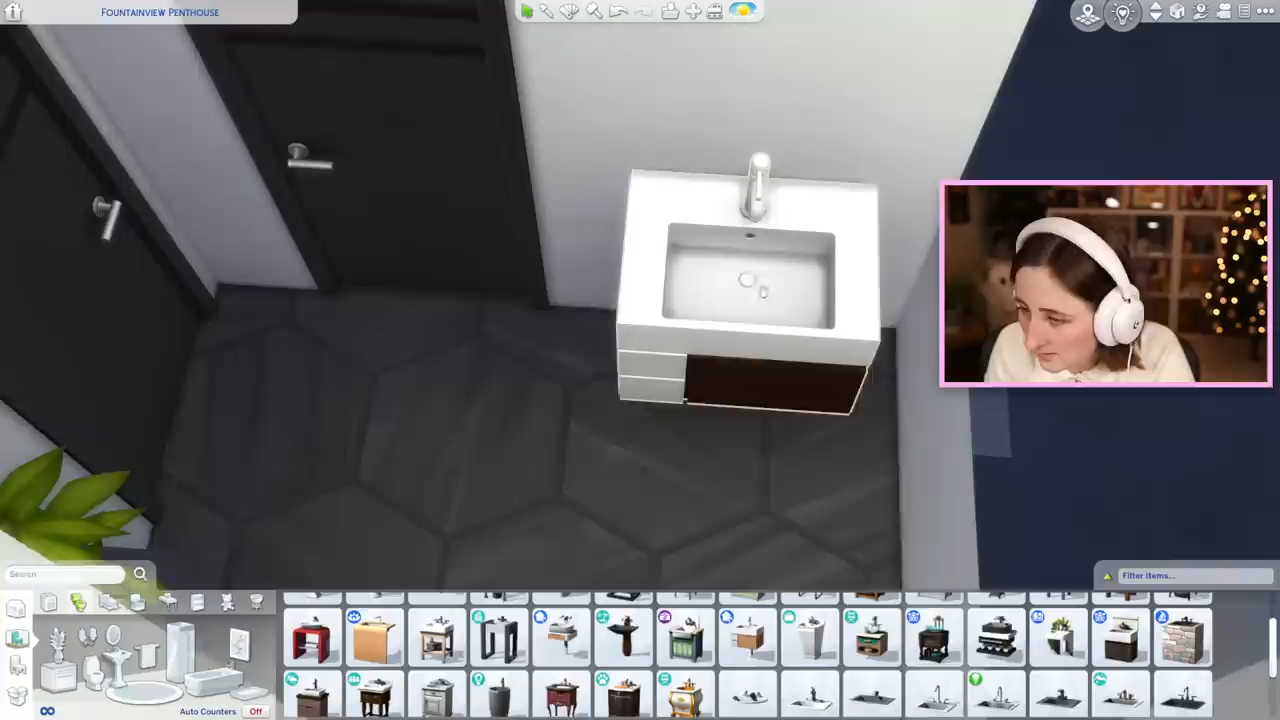 FOUNTAINVIEW PENTHOUSE
Search
Filter Items...
Auto Counters
Off